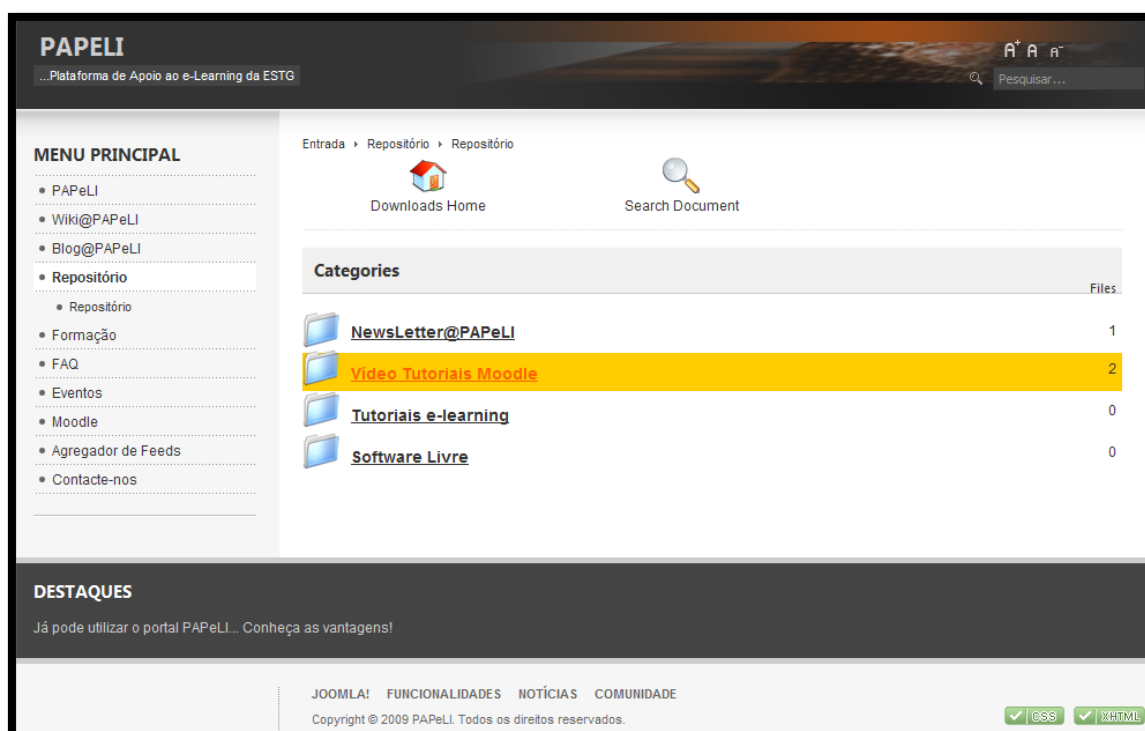 PAPELI
...Plataforma de Apoio ao e-Learning da ESTG
A+ A A-
Pesquisar...
MENU PRINCIPAL
PAPeLI
Wiki@PAPeLI
Blog@PAPeLI
Repositório
Repositório
Formação
FAQ
Eventos
Moodle
Agregador de Feeds
Contacte-nos
Entrada Repositório Repositório
Downloads Home Search Document
Categories
Files
NewsLetter@PAPeLI 1
Vídeo Tutoriais Moodle 2
Tutoriais e-learning 0
Software Livre 0
DESTAQUES
Já pode utilizar o portal PAPeLI... Conheça as vantagens!
JOOMLA! FUNCIONALIDADES NOTÍCIAS COMUNIDADE
Copyright © 2009 PAPeLI. Todos os direitos reservados.
CSS XHTML